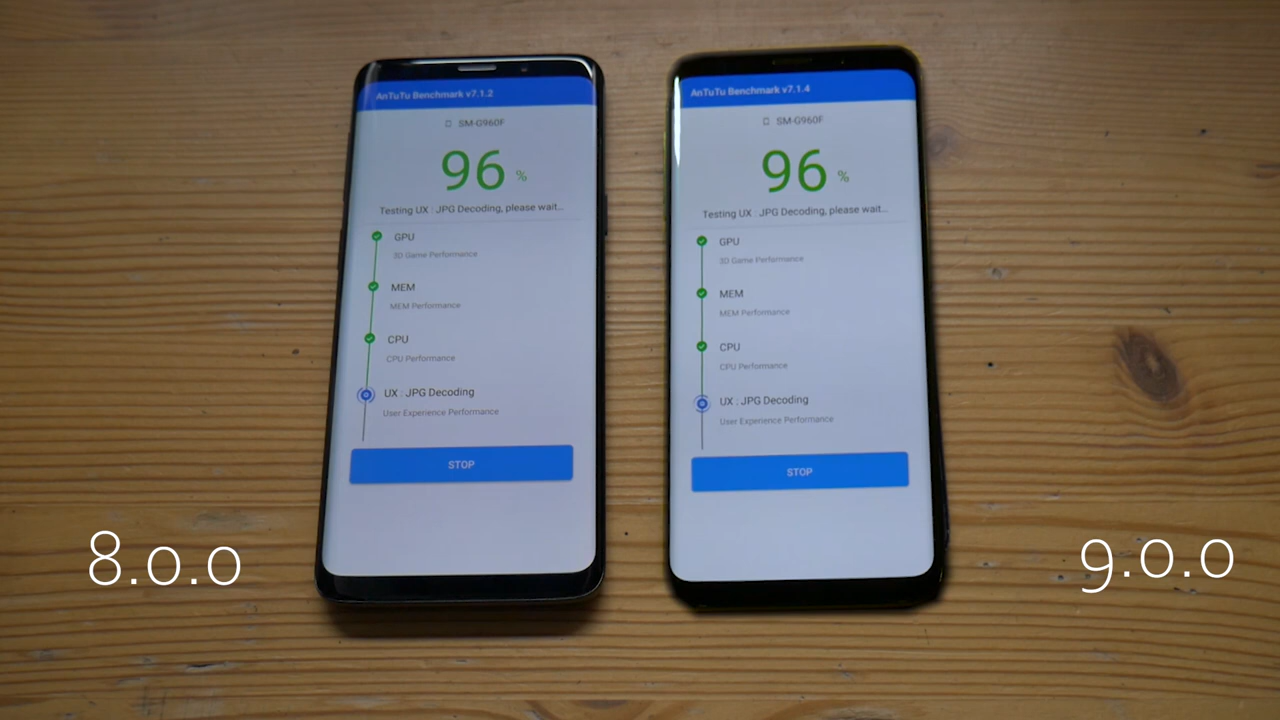 AnTuTu Benchmark v7.1.2
SM-G960F
96 %
Testing UX : JPG Decoding, please wait...
GPU
3D Game Performance
MEM
MEM Performance
CPU
CPU Performance
UX : JPG Decoding
User Experience Performance
STOP
8.0.0
AnTuTu Benchmark v7.1.4
SM-G960F
96 %
Testing UX : JPG Decoding, please wait...
GPU
3D Game Performance
MEM
MEM Performance
CPU
CPU Performance
UX : JPG Decoding
User Experience Performance
STOP
9.0.0